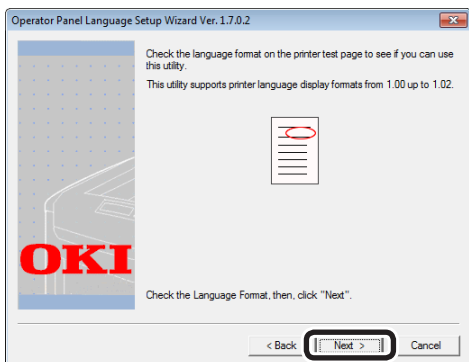 Operator Panel Language Setup Wizard Ver. 1.7.0.2
Check the language format on the printer test page to see if you can use
this utility.
This utility supports printer language display formats from 1.00 up to 1.02.
OKI
Check the Language Format, then, click "Next".
< Back
Next >
Cancel